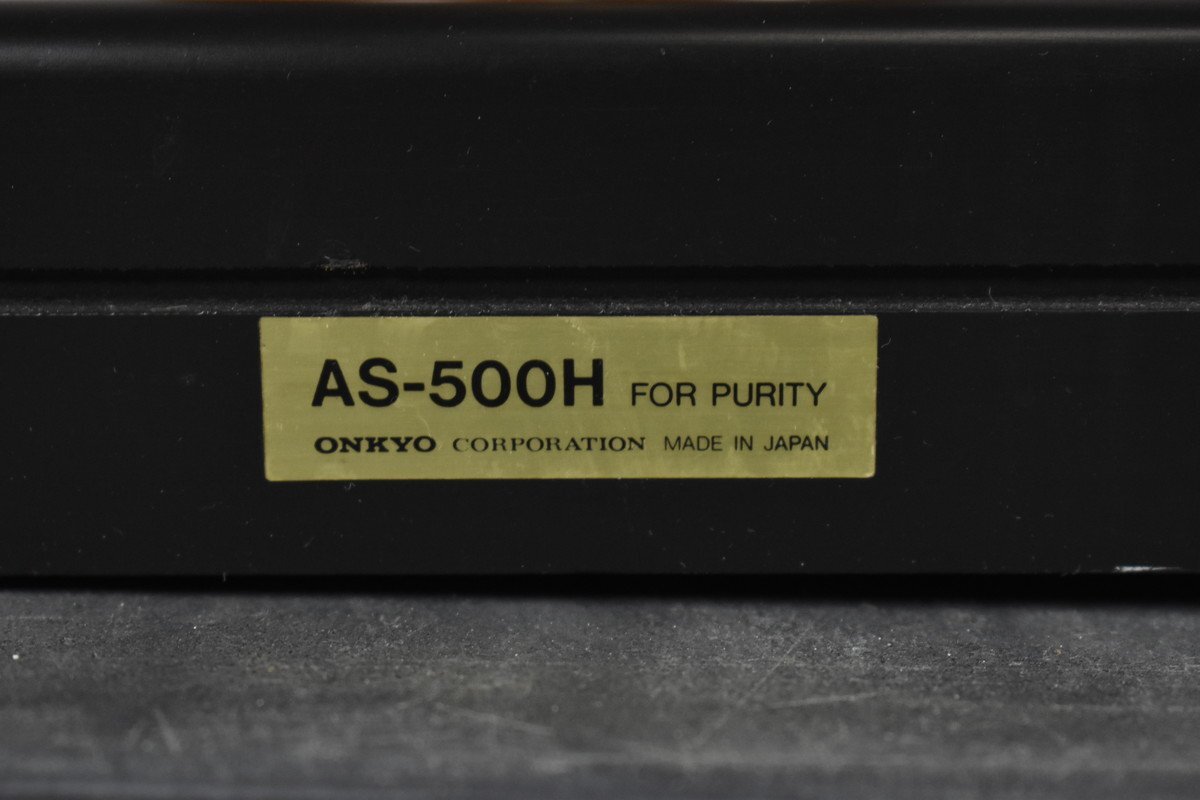 AS-500H FOR PURITY
ONKYO CORPORATION MADE IN JAPAN